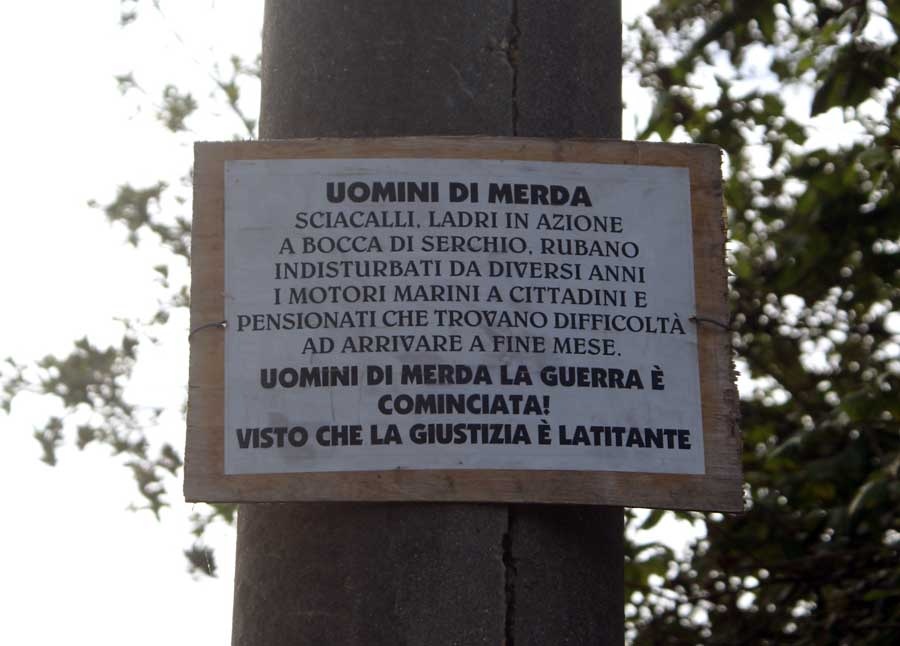 UOMINI DI MERDA
SCIACALLI, LADRI IN AZIONE
A BOCCA DI SERCHIO, RUBANO
INDISTURBATI DA DIVERSI ANNI
I MOTORI MARINI A CITTADINI E
PENSIONATI CHE TROVANO DIFFICOLTÀ
AD ARRIVARE A FINE MESE.
UOMINI DI MERDA LA GUERRA È
COMINCIATA!
VISTO CHE LA GIUSTIZIA È LATITANTE